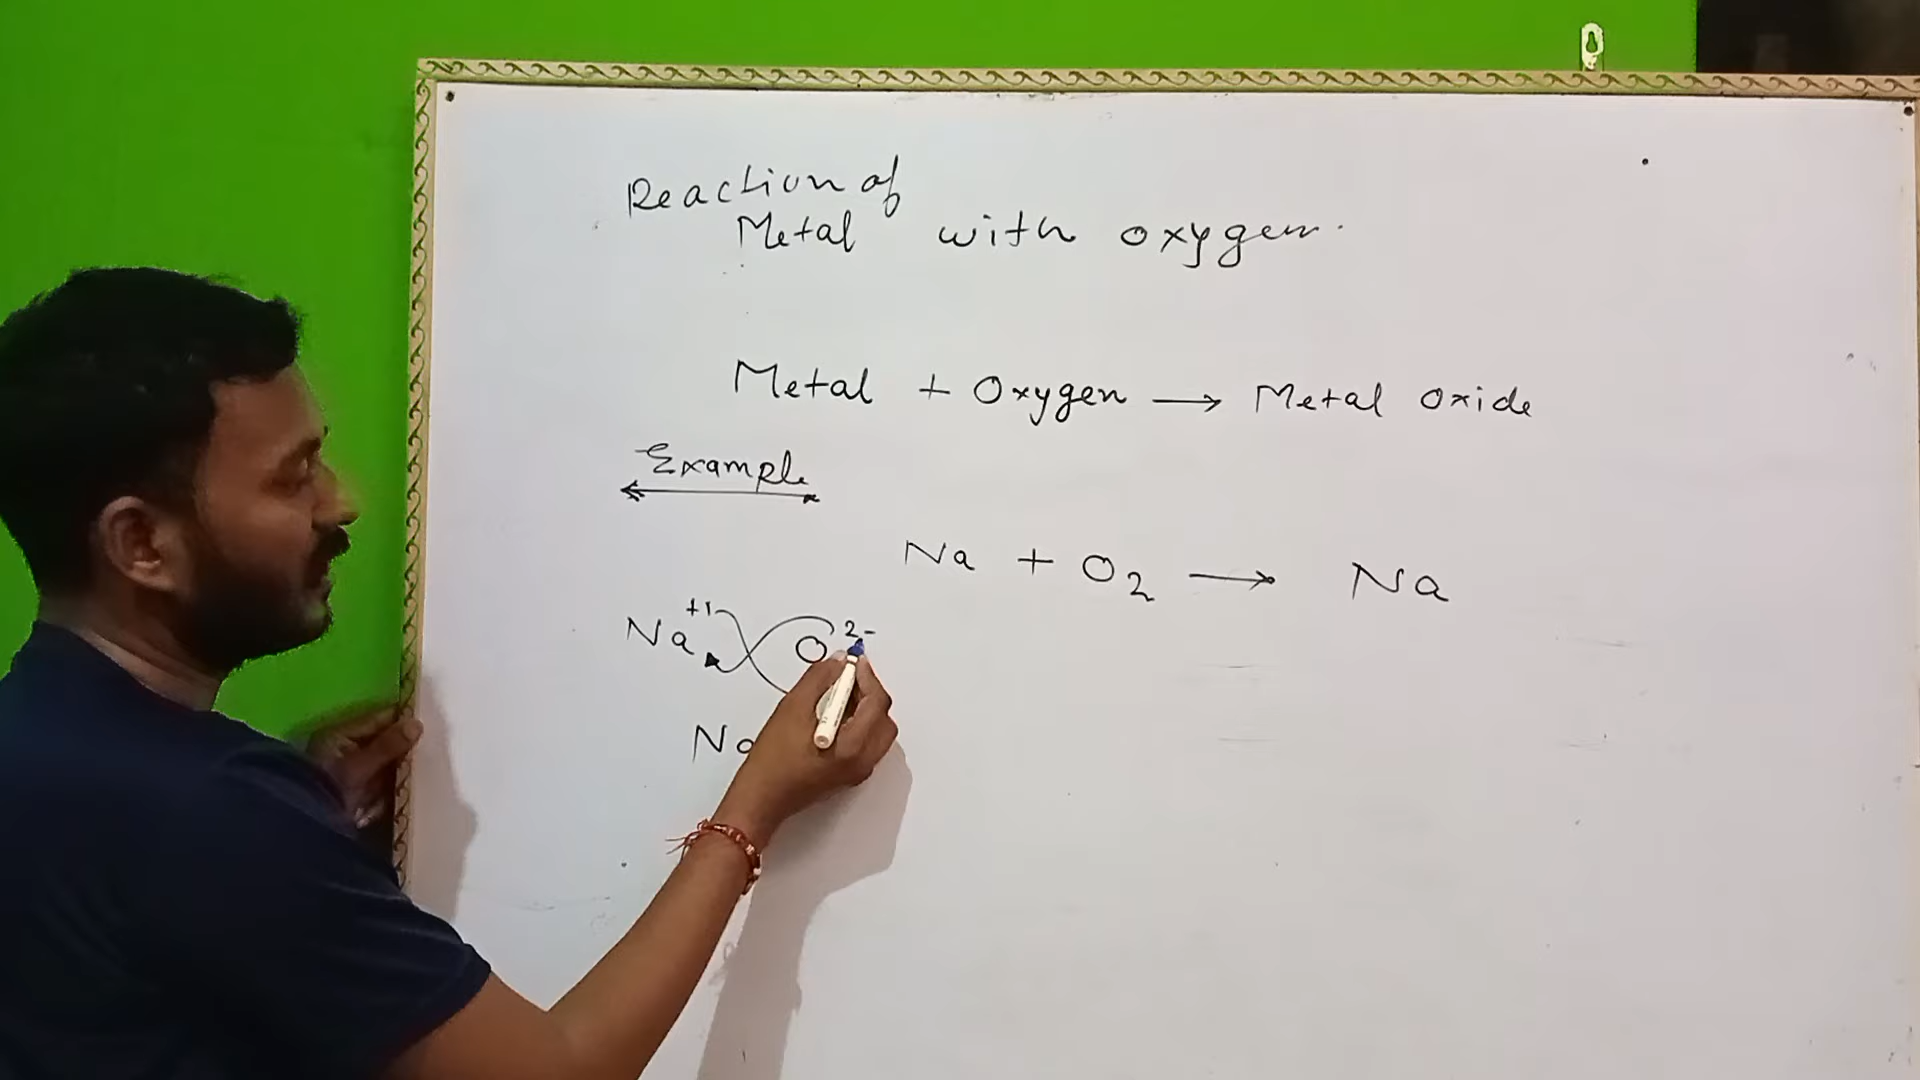 Reaction of
Metal with oxygen.
Metal + Oxygen → Metal Oxide
Example
Na + O₂ → Na
Na⁺¹ O²⁻
Na